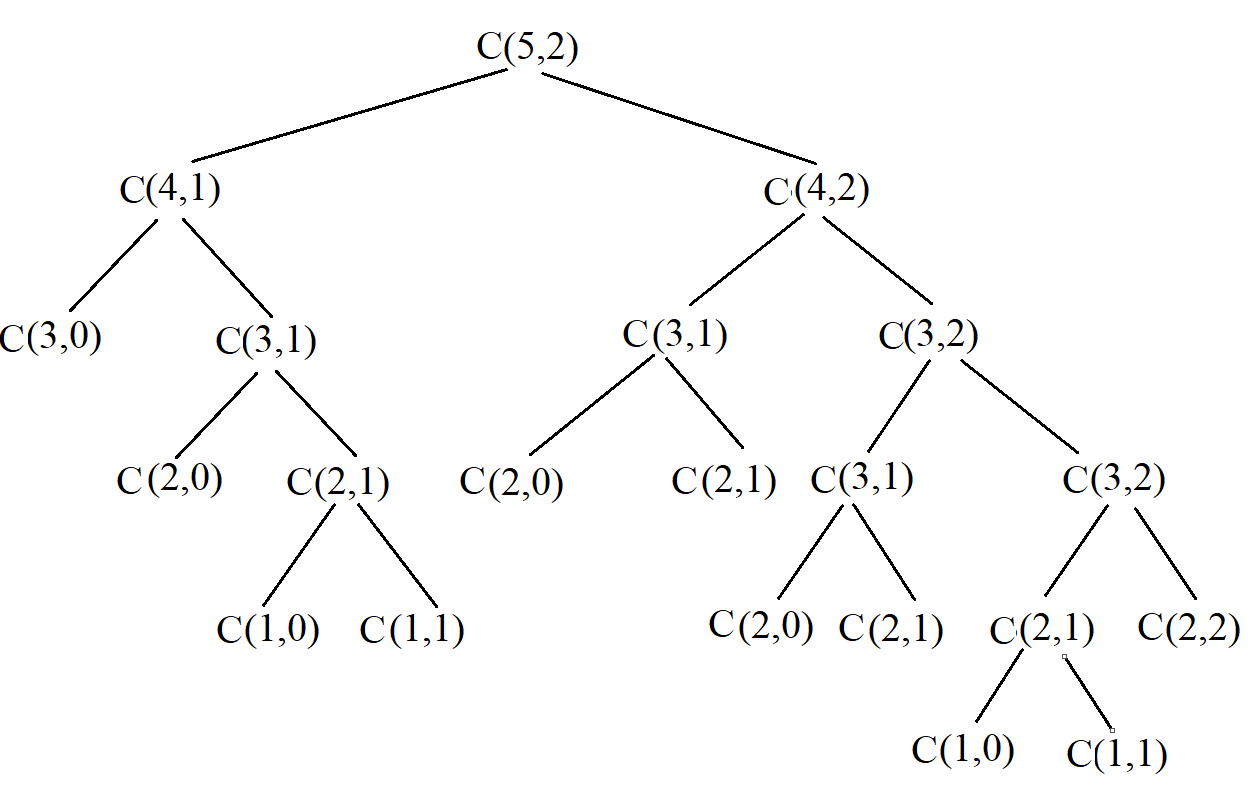 C(5,2)
C(4,1) C(4,2)
C(3,0) C(3,1) C(3,1) C(3,2)
C(2,0) C(2,1) C(2,0) C(2,1) C(3,1) C(3,2)
C(1,0) C(1,1) C(2,0) C(2,1) C(2,1) C(2,2)
C(1,0) C(1,1)